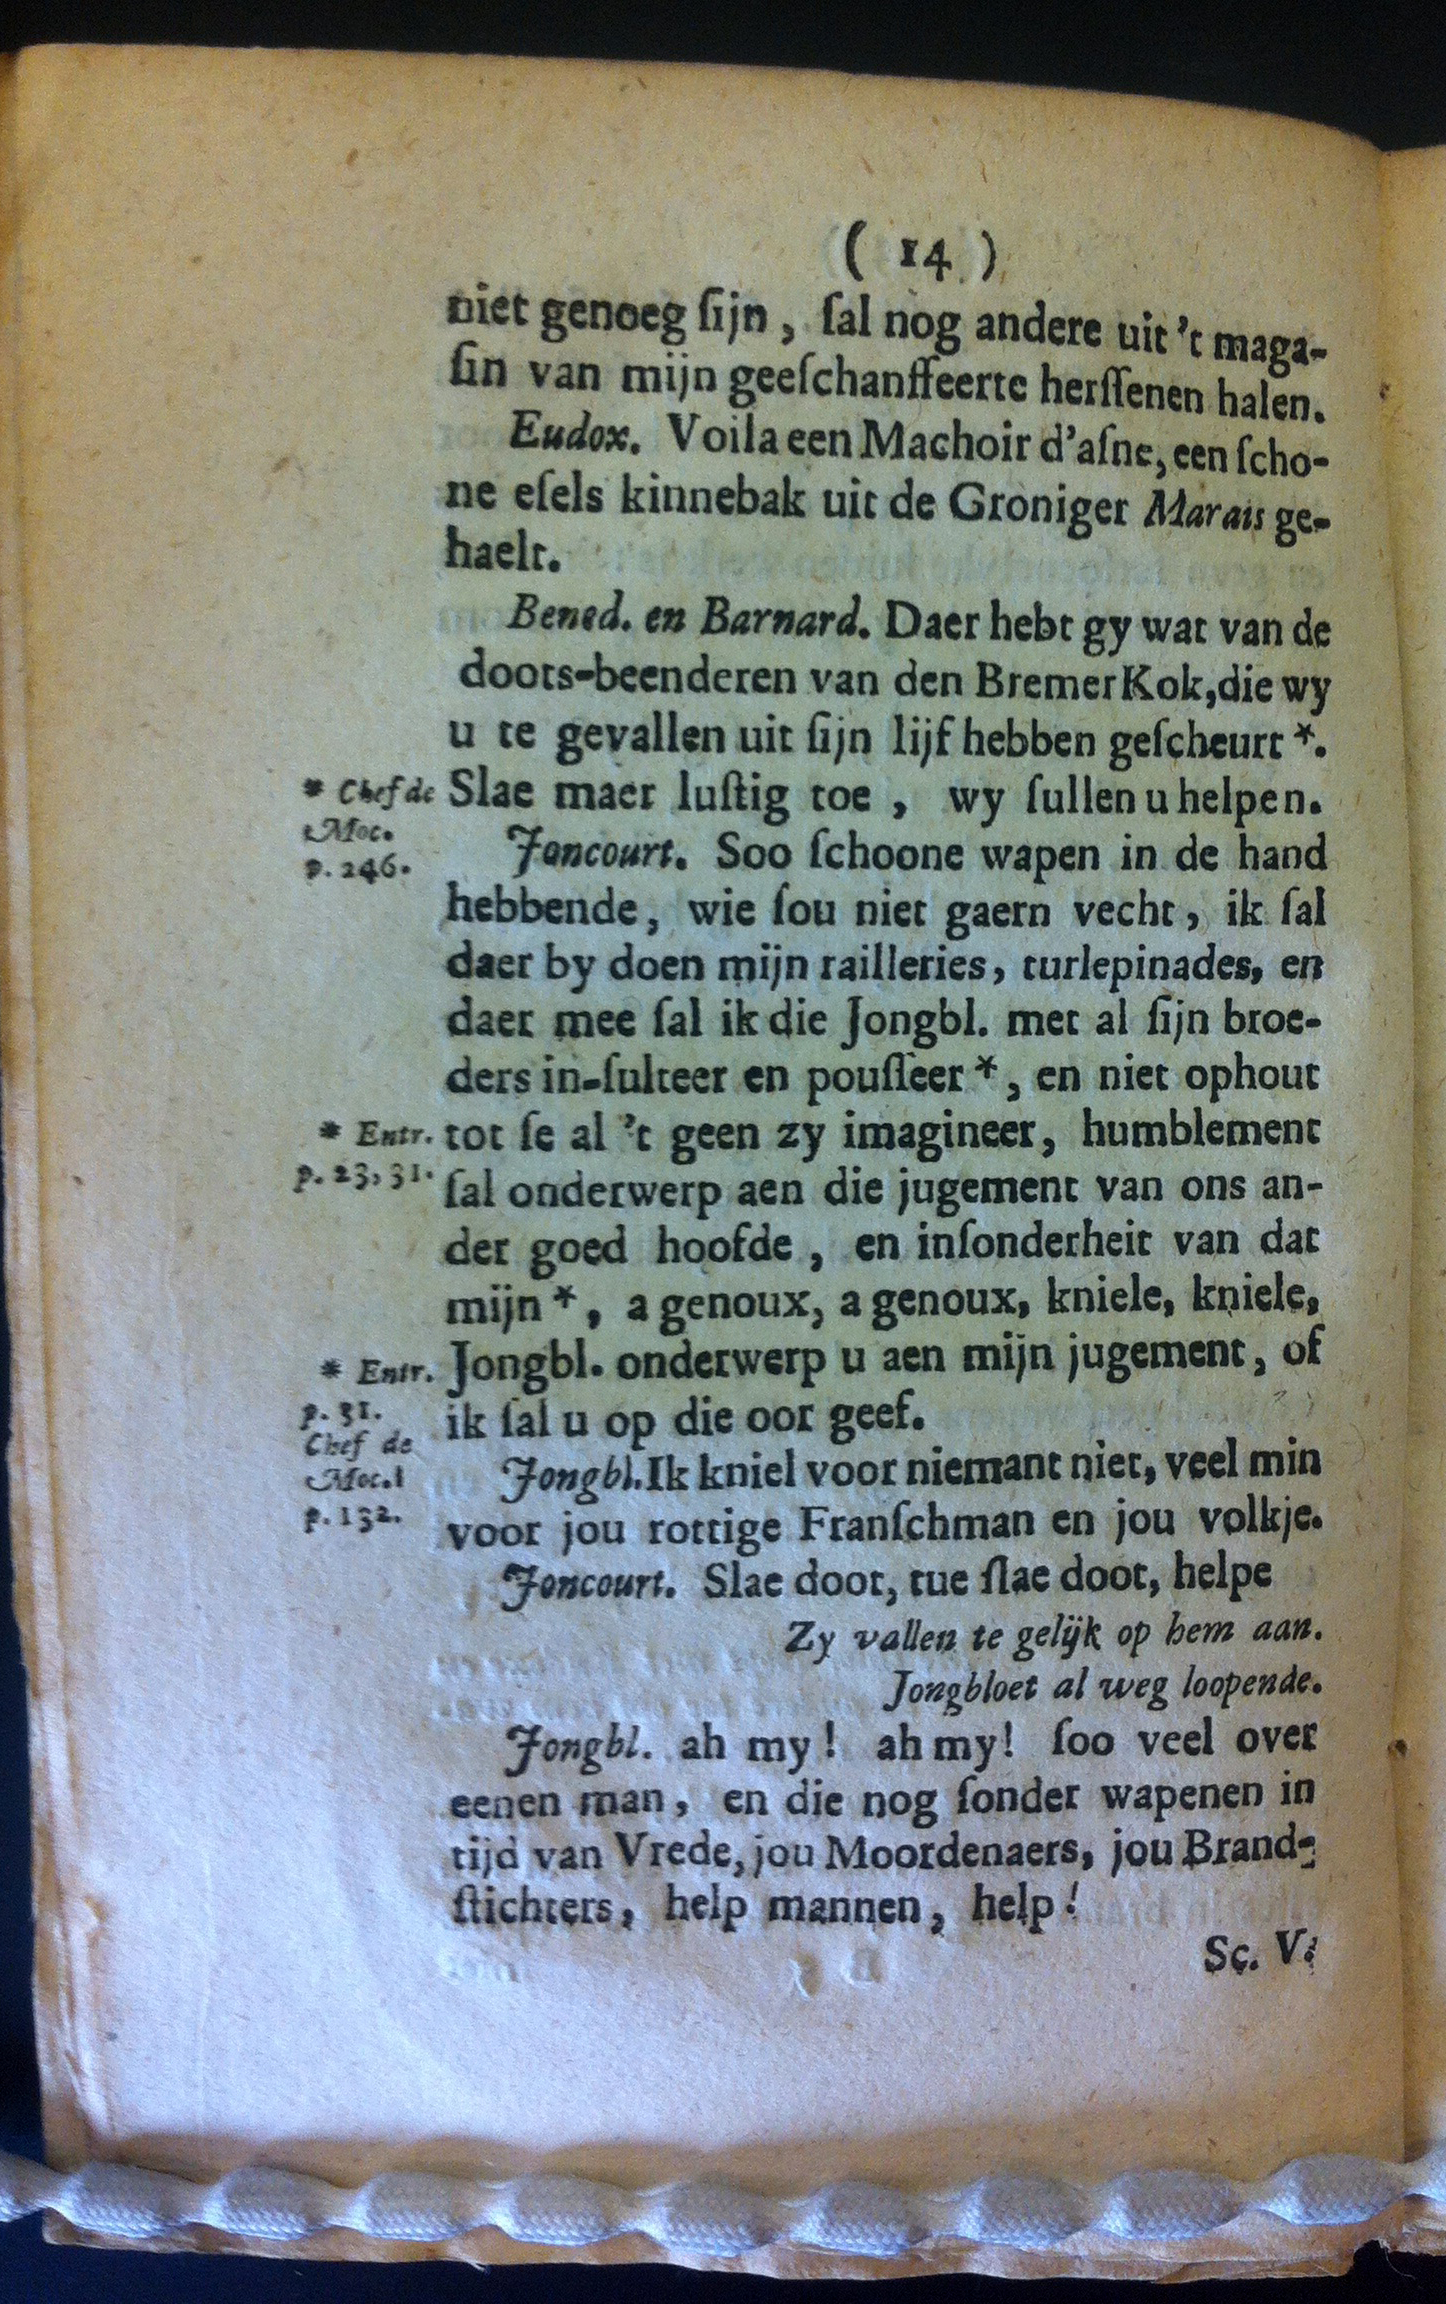 ( 14 )
niet genoeg ſijn, ſal nog andere uit 't maga-
ſin van mijn geeſchanffeerte herſſenen halen.
Eudox. Voila een Machoir d'aſne, een ſcho-
ne eſels kinnebak uit de Groniger Marais ge-
haelt.
Bened. en Barnard. Daer hebt gy wat van de
doots-beenderen van den Bremer Kok, die wy
u te gevallen uit ſijn lijf hebben geſcheurt *.
Slae maer luſtig toe, wy ſullen u helpen.
* Chef de
Moc.
p. 246.
Joncourt. Soo ſchoone wapen in de hand
hebbende, wie ſou niet gaern vecht, ik ſal
daer by doen mijn railleries, turlepinades, en
daer mee ſal ik die Jongbl. met al ſijn broe-
ders in-ſulteer en pouſſeer *, en niet ophout
tot ſe al 't geen zy imagineer, humblement
* Entr.
p. 23, 31.
ſal onderwerp aen die jugement van ons an-
der goed hoofde, en inſonderheit van dat
mijn *, a genoux, a genoux, kniele, kniele,
Jongbl. onderwerp u aen mijn jugement, of
* Entr.
p. 31.
Chef de
Moc.
p. 132.
ik ſal u op die oor geef.
Jongbl. Ik kniel voor niemant niet, veel min
voor jou rottige Franſchman en jou volkje.
Joncourt. Slae doot, tue ſlae doot, helpe
Zy vallen te gelijk op hem aan.
Jongbloet al weg loopende.
Jongbl. ah my! ah my! ſoo veel over
eenen man, en die nog ſonder wapenen in
tijd van Vrede, jou Moordenaers, jou Brand-
ſtichters, help mannen, help!
Sc. V.